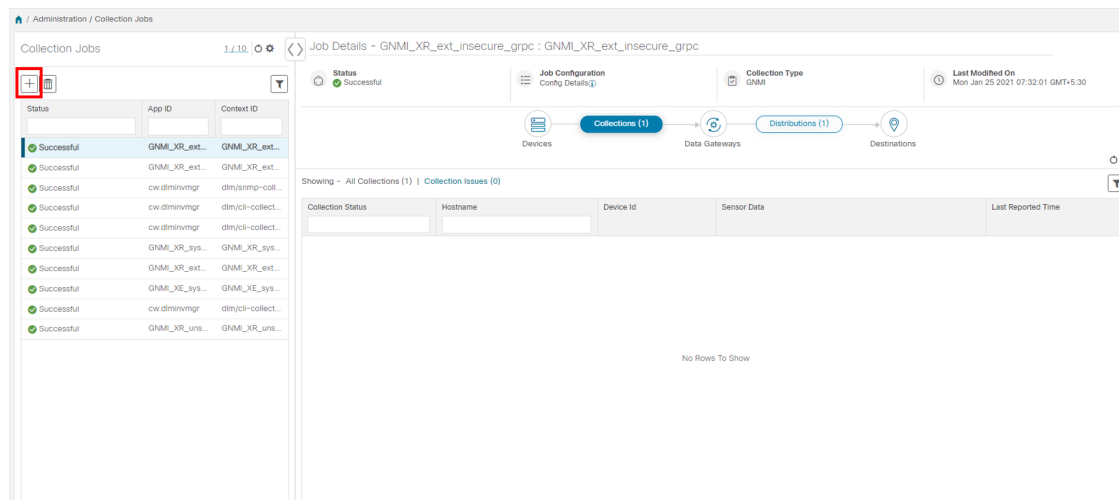 / Administration / Collection Jobs
Collection Jobs
1 / 10
Job Details - GNMI_XR_ext_insecure_grpc : GNMI_XR_ext_insecure_grpc
Status
Successful
Job Configuration
Config Details
Collection Type
GNMI
Last Modified On
Mon Jan 25 2021 07:32:01 GMT+5:30
Collections (1)
Distributions (1)
Devices
Data Gateways
Destinations
Status App ID Context ID
Successful GNMI_XR_ext... GNMI_XR_ext...
Successful GNMI_XR_ext... GNMI_XR_ext...
Successful cw.dlminvmgr dlm/snmp-coll...
Successful cw.dlminvmgr dlm/cli-collect...
Successful cw.dlminvmgr dlm/cli-collect...
Successful GNMI_XR_sys... GNMI_XR_sys...
Successful GNMI_XR_ext... GNMI_XR_ext...
Successful GNMI_XE_sys... GNMI_XE_sys...
Successful cw.dlminvmgr dlm/cli-collect...
Successful GNMI_XR_uns... GNMI_XR_uns...
Showing - All Collections (1) | Collection Issues (0)
Collection Status Hostname Device Id Sensor Data Last Reported Time
No Rows To Show